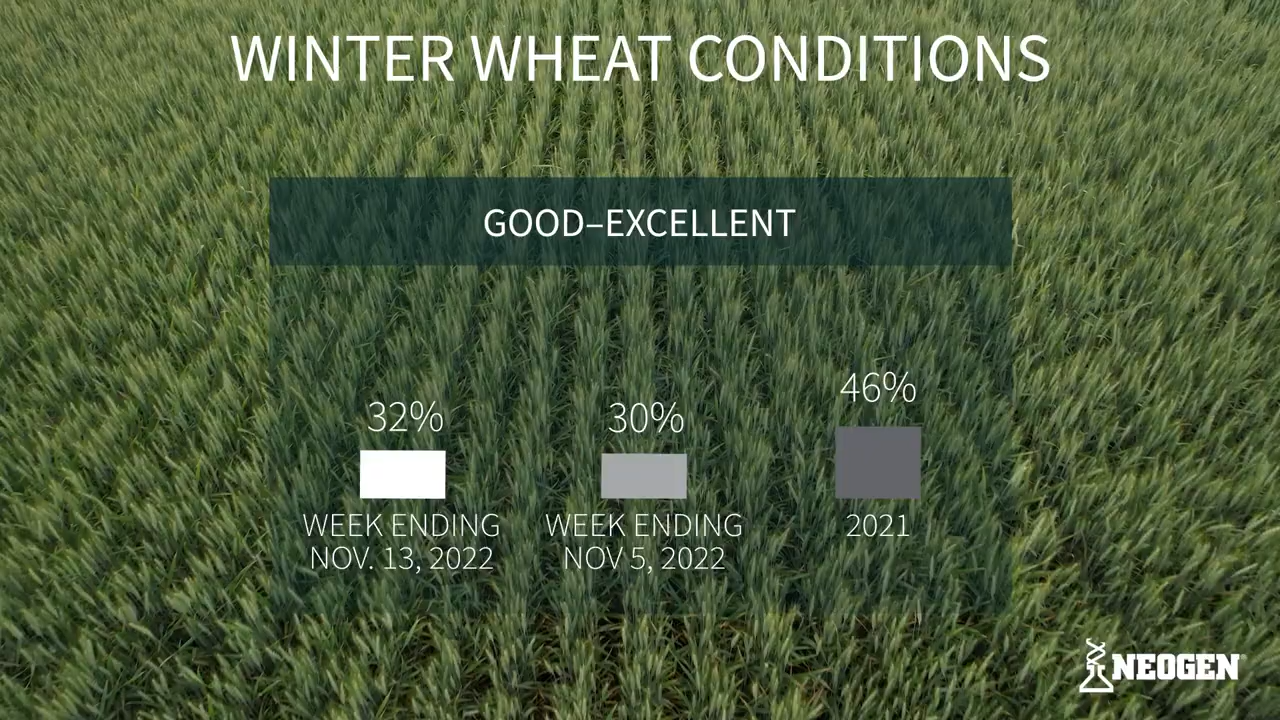 WINTER WHEAT CONDITIONS
GOOD–EXCELLENT
32%
30%
46%
WEEK ENDING
NOV. 13, 2022
WEEK ENDING
NOV 5, 2022
2021
NEOGEN®